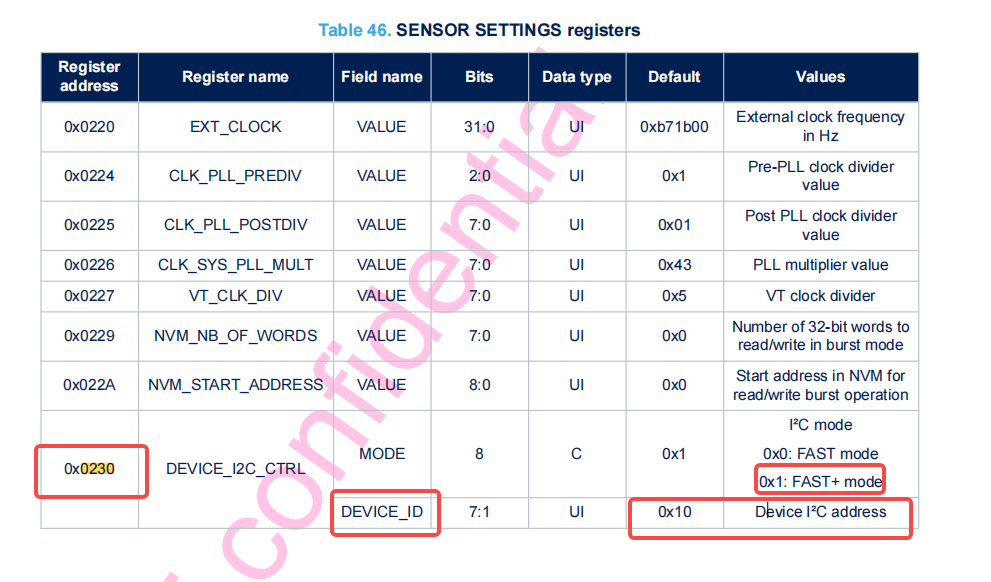 Table 46. SENSOR SETTINGS registers
Register address Register name Field name Bits Data type Default Values
0x0220 EXT_CLOCK VALUE 31:0 UI 0xb71b00 External clock frequency in Hz
0x0224 CLK_PLL_PREDIV VALUE 2:0 UI 0x1 Pre-PLL clock divider value
0x0225 CLK_PLL_POSTDIV VALUE 7:0 UI 0x01 Post PLL clock divider value
0x0226 CLK_SYS_PLL_MULT VALUE 7:0 UI 0x43 PLL multiplier value
0x0227 VT_CLK_DIV VALUE 7:0 UI 0x5 VT clock divider
0x0229 NVM_NB_OF_WORDS VALUE 7:0 UI 0x0 Number of 32-bit words to read/write in burst mode
0x022A NVM_START_ADDRESS VALUE 8:0 UI 0x0 Start address in NVM for read/write burst operation
0x0230 DEVICE_I2C_CTRL MODE 8 C 0x1 I²C mode
0x0: FAST mode
0x1: FAST+ mode
DEVICE_ID 7:1 UI 0x10 Device I²C address
confidential